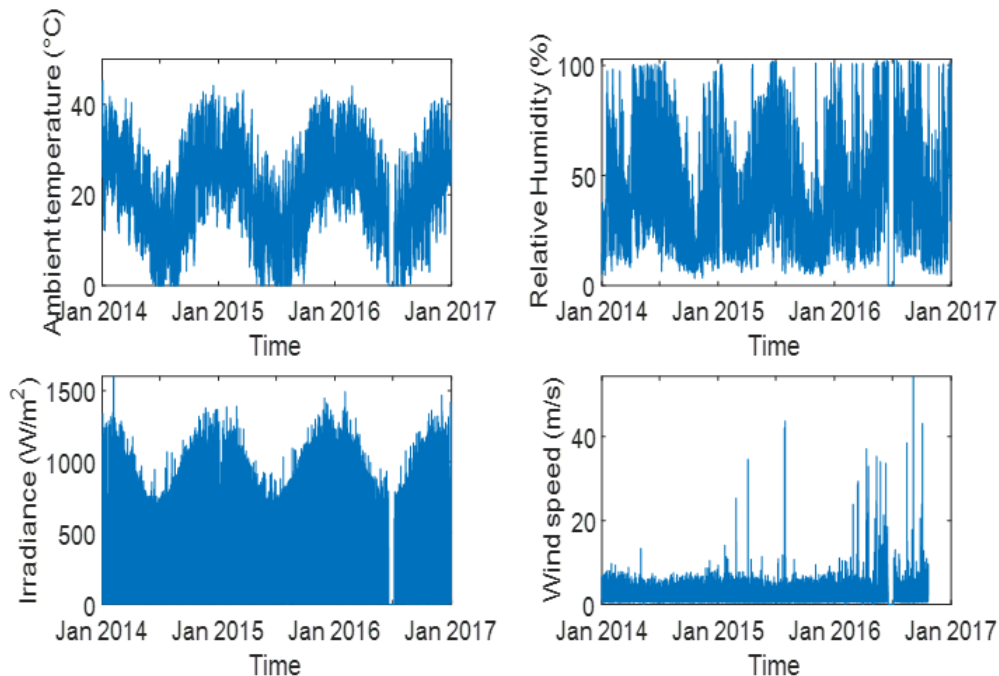 Ambient temperature (°C)
40
20
0
Jan 2014 Jan 2015 Jan 2016 Jan 2017
Time
Relative Humidity (%)
100
50
0
Jan 2014 Jan 2015 Jan 2016 Jan 2017
Time
Irradiance (W/m²)
1500
1000
500
0
Jan 2014 Jan 2015 Jan 2016 Jan 2017
Time
Wind speed (m/s)
40
20
0
Jan 2014 Jan 2015 Jan 2016 Jan 2017
Time